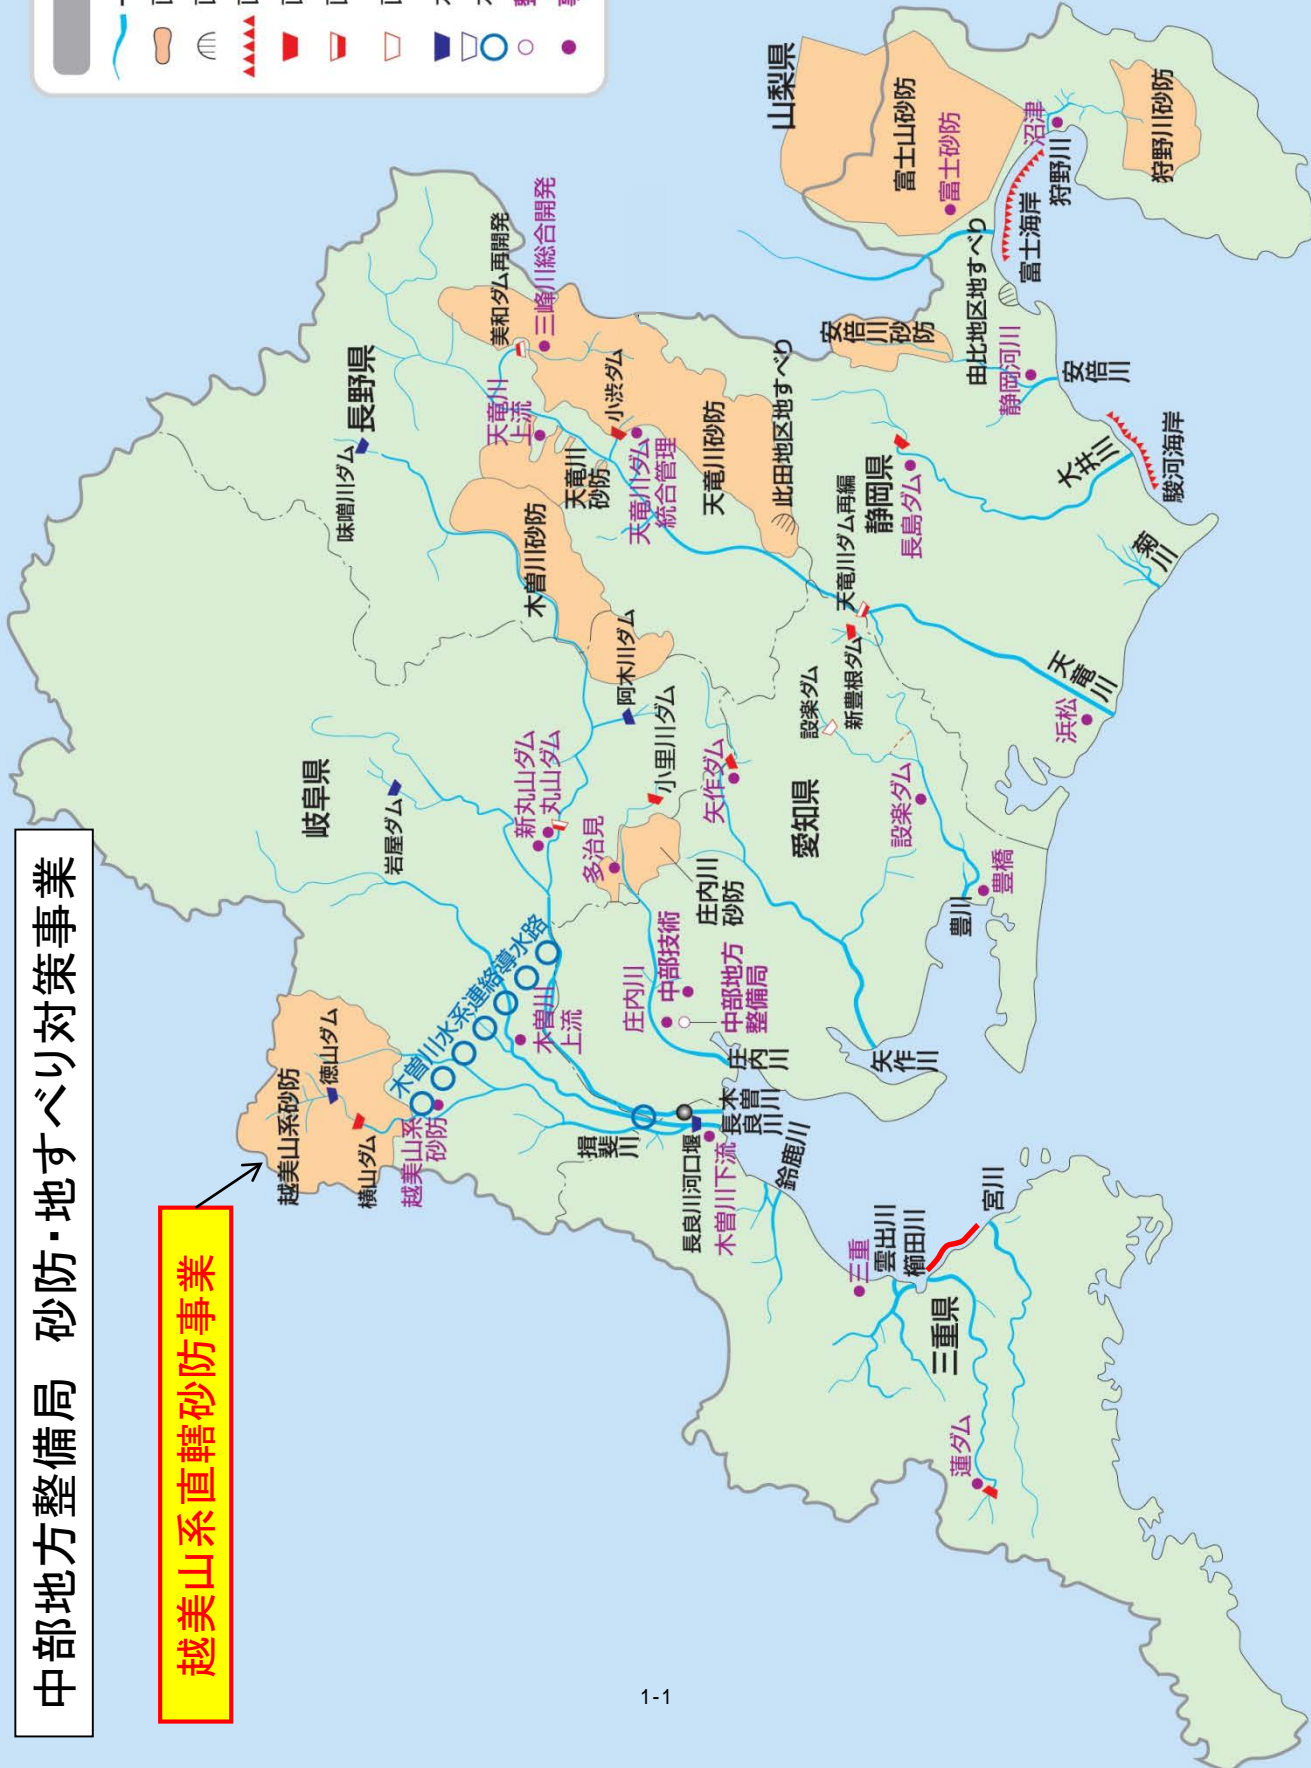 中部地方整備局　砂防・地すべり対策事業
越美山系直轄砂防事業
岐阜県
長野県
山梨県
静岡県
愛知県
三重県
越美山系砂防
徳山ダム
横山ダム
越美山系
砂防
木曽川水系連絡導水路
木曽川
上流
岩屋ダム
新丸山ダム
丸山ダム
味噌川ダム
木曽川砂防
阿木川ダム
小里川ダム
多治見
庄内川
砂防
庄内川
中部技術
中部地方
整備局
庄内川
木曽川
長良川
揖斐川
長良川河口堰
木曽川下流
鈴鹿川
三重
雲出川
櫛田川
宮川
蓮ダム
矢作ダム
矢作川
設楽ダム
設楽ダム
新豊根ダム
天竜川ダム再編
豊川
豊橋
浜松
天竜川
菊川
美和ダム再開発
三峰川総合開発
天竜川
上流
小渋ダム
天竜川
砂防
天竜川ダム
統合管理
天竜川砂防
此田地区地すべり
長島ダム
大井川
駿河海岸
安倍川砂防
安倍川
静岡河川
由比地区地すべり
富士海岸
富士山砂防
富士砂防
沼津
狩野川
狩野川砂防
1-1